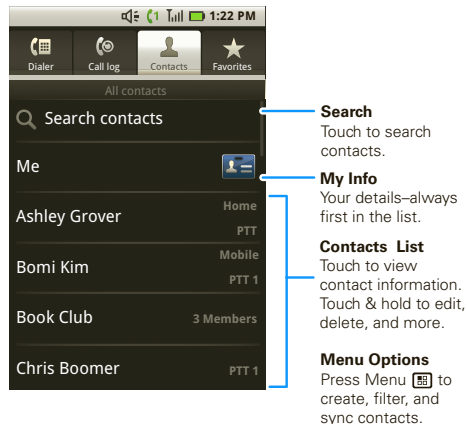 1:22 PM
Dialer
Call log
Contacts
Favorites
All contacts
Search contacts
Me
Ashley Grover
Home
PTT
Bomi Kim
Mobile
PTT 1
Book Club
3 Members
Chris Boomer
PTT 1
Search
Touch to search
contacts.
My Info
Your details–always
first in the list.
Contacts List
Touch to view
contact information.
Touch & hold to edit,
delete, and more.
Menu Options
Press Menu to
create, filter, and
sync contacts.